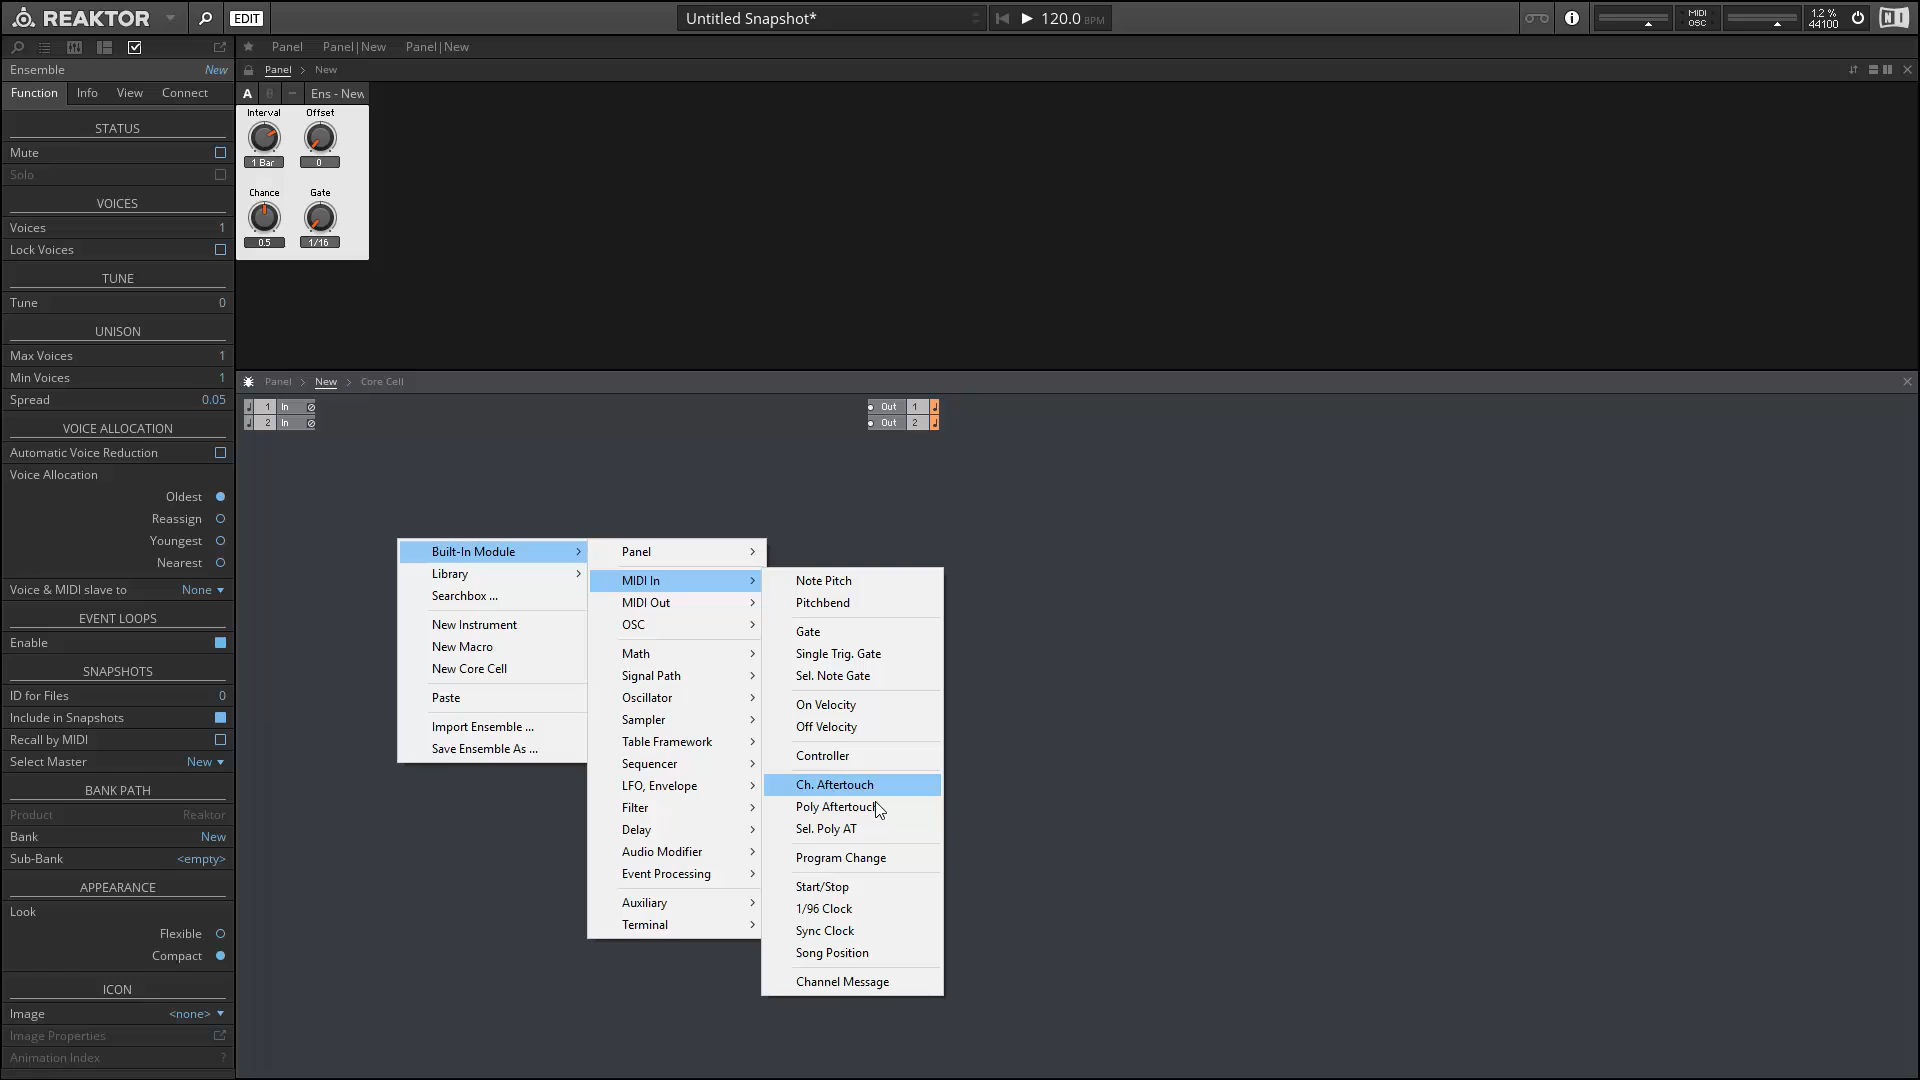 REAKTOR
EDIT
Untitled Snapshot*
120.0 BPM
MIDI
OSC
1.2 %
44100
Panel
Panel|New
Panel|New
Ensemble
New
Panel
New
Function
Info
View
Connect
A
B
Ens - New
Interval
Offset
1 Bar
0
Chance
Gate
0.5
1/16
STATUS
Mute
Solo
VOICES
Voices
1
Lock Voices
TUNE
Tune
0
UNISON
Max Voices
1
Min Voices
1
Spread
0.05
VOICE ALLOCATION
Automatic Voice Reduction
Voice Allocation
Oldest
Reassign
Youngest
Nearest
Voice & MIDI slave to
None
EVENT LOOPS
Enable
SNAPSHOTS
ID for Files
0
Include in Snapshots
Recall by MIDI
Select Master
New
BANK PATH
Product
Reaktor
Bank
New
Sub-Bank
<empty>
APPEARANCE
Look
Flexible
Compact
ICON
Image
<none>
Image Properties
Animation Index
?
Panel
New
Core Cell
1 In
2 In
Out 1
Out 2
Built-In Module
Library
Searchbox ...
New Instrument
New Macro
New Core Cell
Paste
Import Ensemble ...
Save Ensemble As ...
Panel
MIDI In
MIDI Out
OSC
Math
Signal Path
Oscillator
Sampler
Table Framework
Sequencer
LFO, Envelope
Filter
Delay
Audio Modifier
Event Processing
Auxiliary
Terminal
Note Pitch
Pitchbend
Gate
Single Trig. Gate
Sel. Note Gate
On Velocity
Off Velocity
Controller
Ch. Aftertouch
Poly Aftertouch
Sel. Poly AT
Program Change
Start/Stop
1/96 Clock
Sync Clock
Song Position
Channel Message